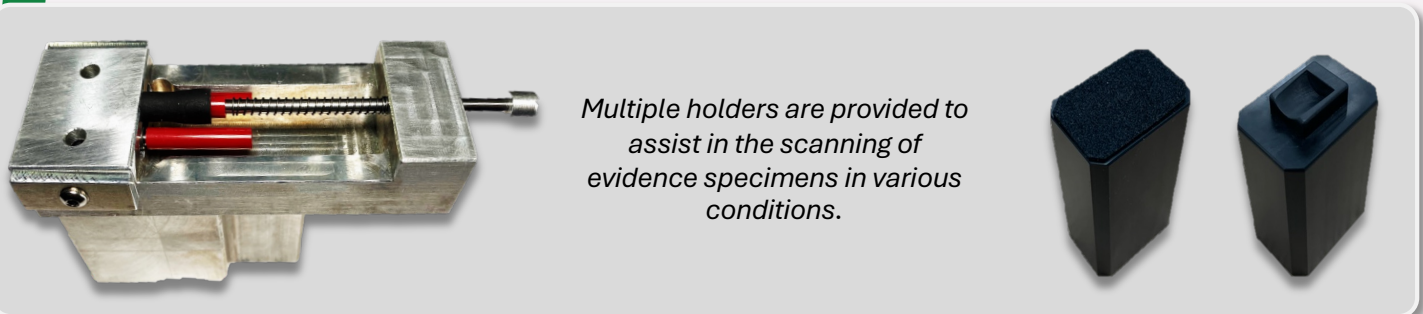 Multiple holders are provided to
assist in the scanning of
evidence specimens in various
conditions.